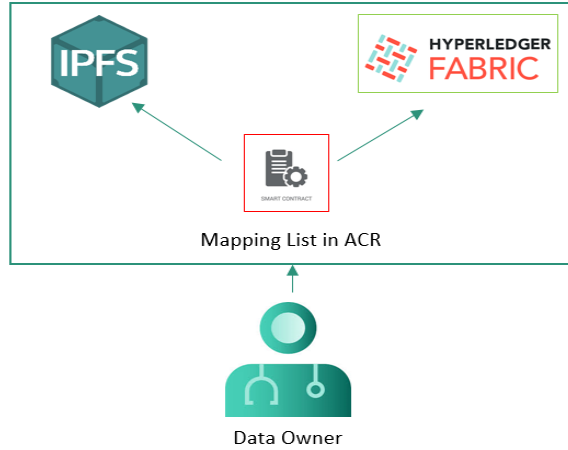 IPFS
HYPERLEDGER
FABRIC
SMART CONTRACT
Mapping List in ACR
Data Owner